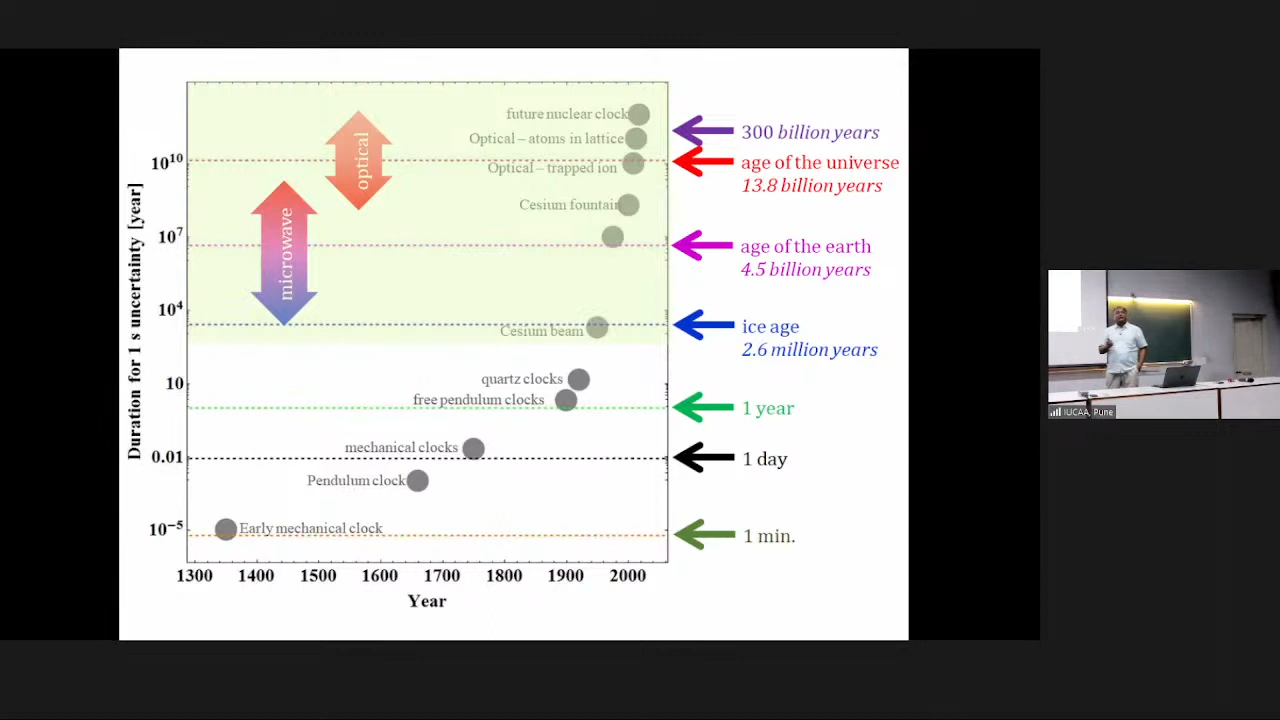 future nuclear clock
Optical – atoms in lattice
Optical – trapped ion
Cesium fountain
Cesium beam
quartz clocks
free pendulum clocks
mechanical clocks
Pendulum clock
Early mechanical clock
optical
microwave
Duration for 1 s uncertainty [year]
10¹⁰
10⁷
10⁴
10
0.01
10⁻⁵
1300 1400 1500 1600 1700 1800 1900 2000
Year
300 billion years
age of the universe
13.8 billion years
age of the earth
4.5 billion years
ice age
2.6 million years
1 year
1 day
1 min.
IUCAA, Pune